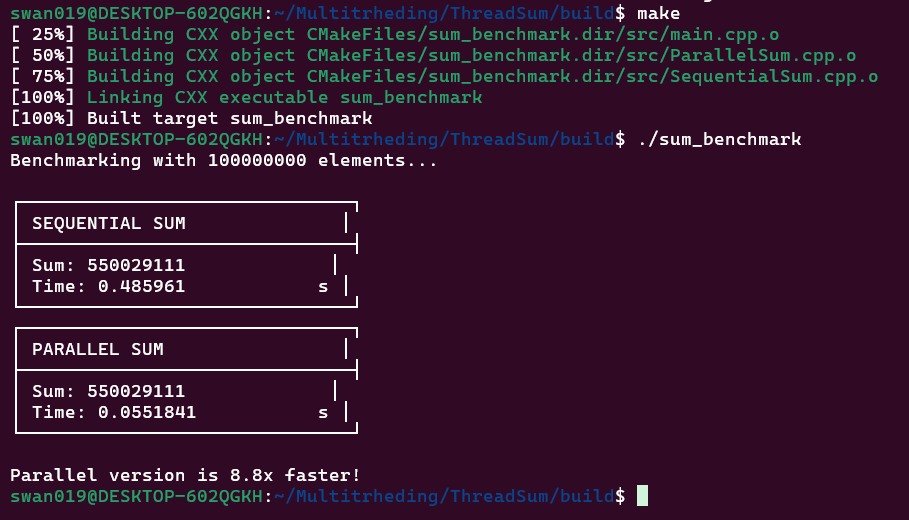 swan019@DESKTOP-602QGKH:~/Multitrheding/ThreadSum/build$ make
[ 25%] Building CXX object CMakeFiles/sum_benchmark.dir/src/main.cpp.o
[ 50%] Building CXX object CMakeFiles/sum_benchmark.dir/src/ParallelSum.cpp.o
[ 75%] Building CXX object CMakeFiles/sum_benchmark.dir/src/SequentialSum.cpp.o
[100%] Linking CXX executable sum_benchmark
[100%] Built target sum_benchmark
swan019@DESKTOP-602QGKH:~/Multitrheding/ThreadSum/build$ ./sum_benchmark
Benchmarking with 100000000 elements...
SEQUENTIAL SUM
Sum: 550029111
Time: 0.485961 s
PARALLEL SUM
Sum: 550029111
Time: 0.0551841 s
Parallel version is 8.8x faster!
swan019@DESKTOP-602QGKH:~/Multitrheding/ThreadSum/build$